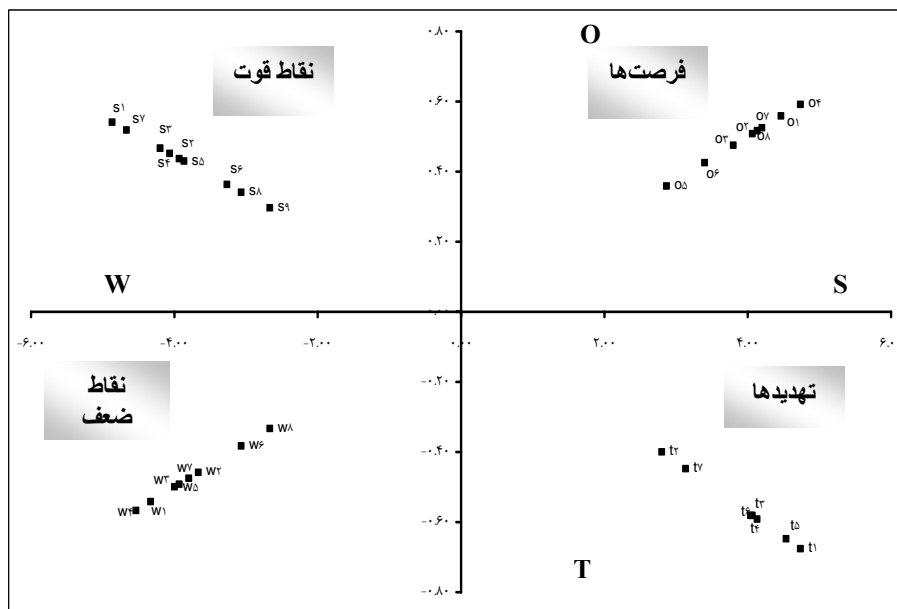 ۰.۸۰
O
نقاط قوت
فرصت‌ها
۰.۶۰
s۱
s۷
s۳
s۲
s۴
s۵
s۶
s۸
s۹
o۴
o۱
o۷
o۲
o۸
o۳
o۶
o۵
۰.۴۰
۰.۲۰
W
S
۰.۰۰
-۶.۰۰
-۴.۰۰
-۲.۰۰
۰.۰۰
۲.۰۰
۴.۰۰
۶.۰
نقاط
ضعف
تهدیدها
-۰.۲۰
w۸
w۶
w۲
w۷
w۳
w۵
w۱
w۴
-۰.۴۰
t۲
t۷
t۳
t۶
t۴
t۵
t۱
-۰.۶۰
T
-۰.۸۰